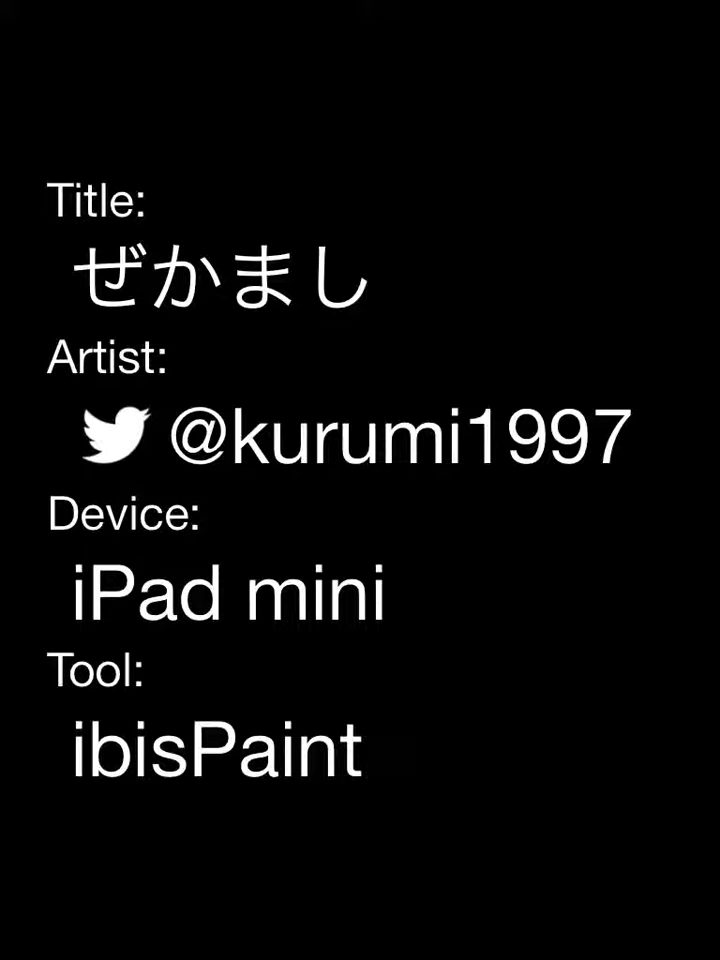 Title:
ぜかまし
Artist:
@kurumi1997
Device:
iPad mini
Tool:
ibisPaint